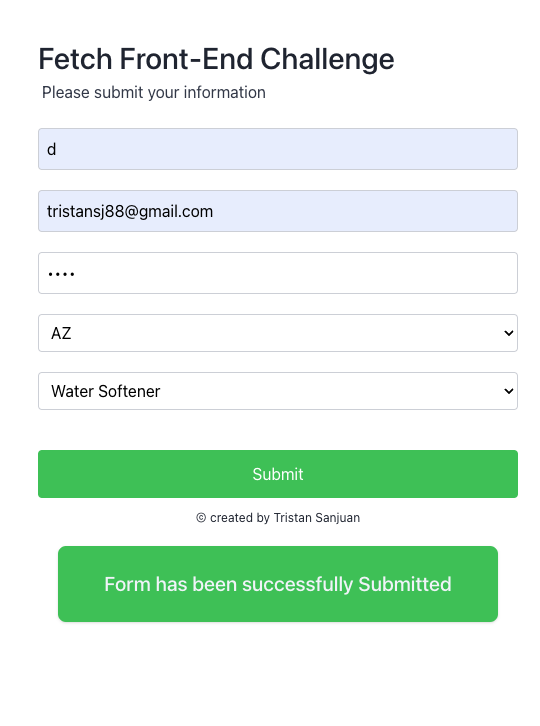 Fetch Front-End Challenge
Please submit your information
d
tristansj88@gmail.com
••••
AZ
Water Softener
Submit
© created by Tristan Sanjuan
Form has been successfully Submitted